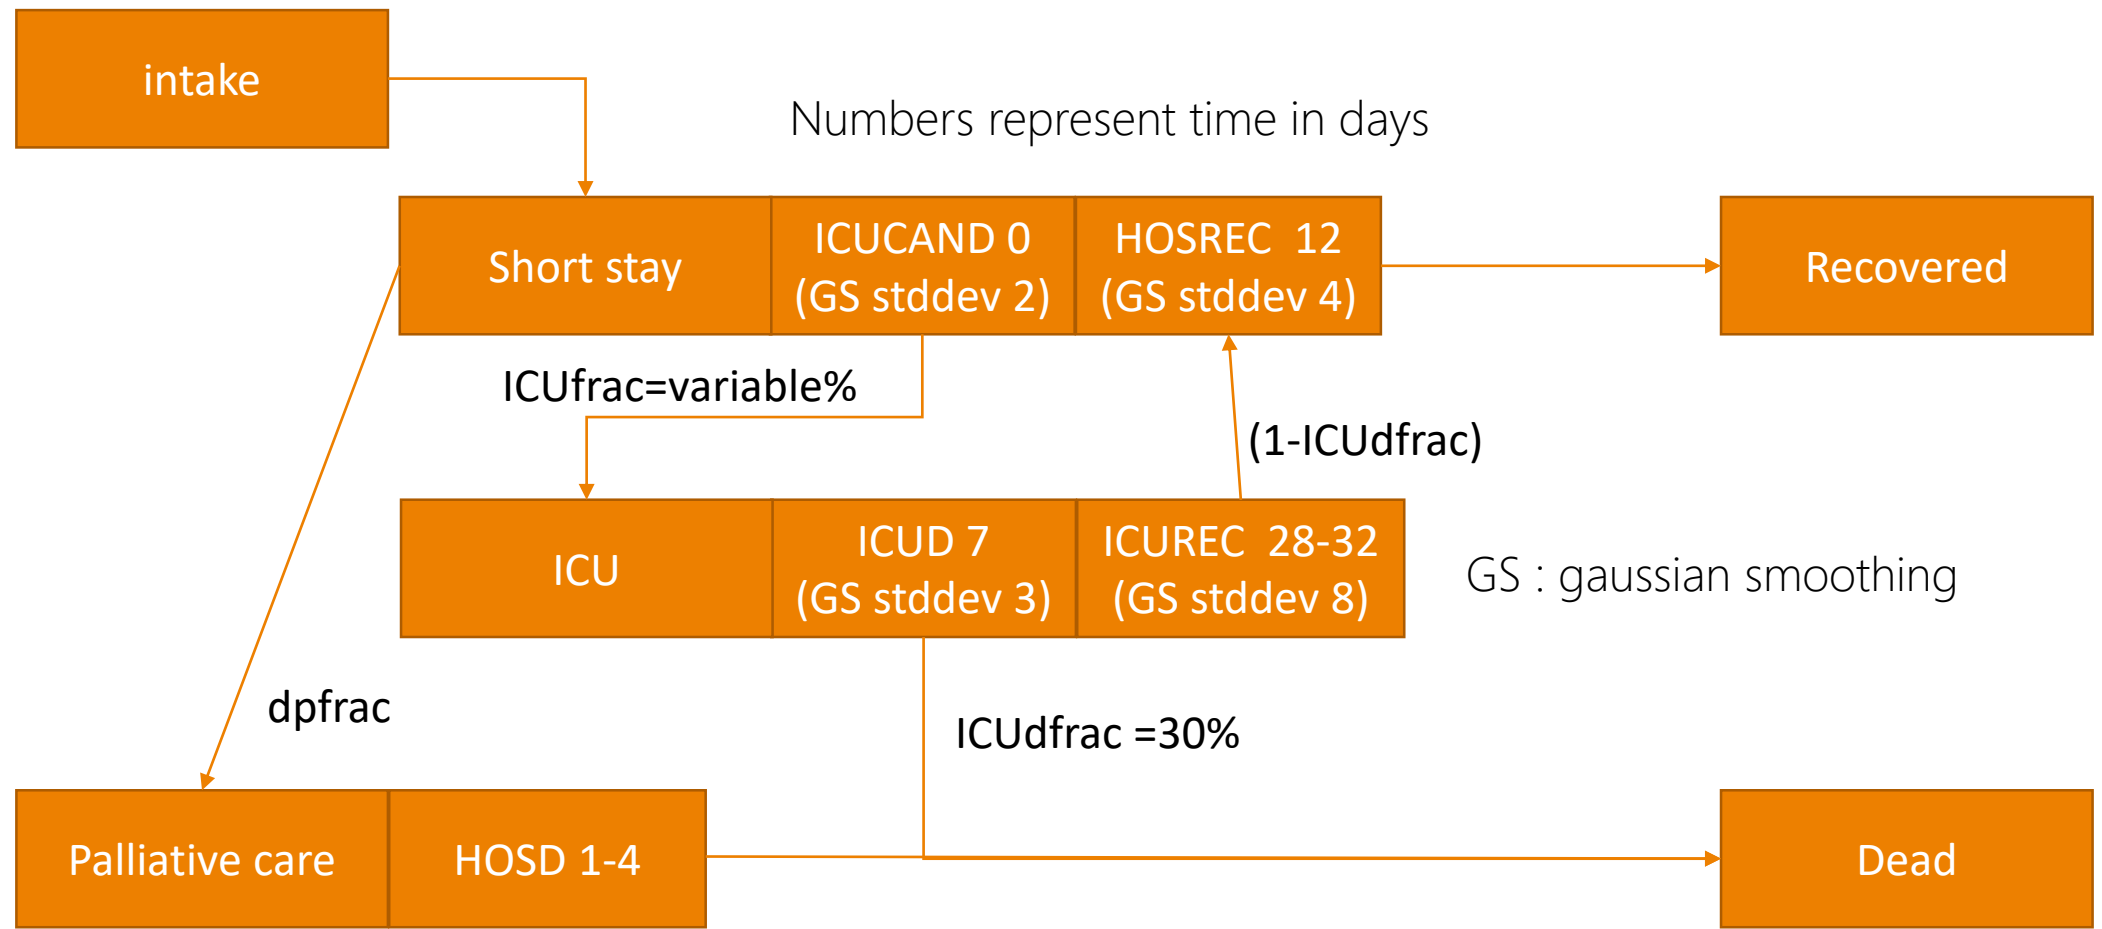 intake
Numbers represent time in days
Short stay
ICUCAND 0
(GS stddev 2)
HOSREC  12
(GS stddev 4)
Recovered
ICUfrac=variable%
(1-ICUdfrac)
ICU
ICUD 7
(GS stddev 3)
ICUREC  28-32
(GS stddev 8)
GS : gaussian smoothing
dpfrac
ICUdfrac =30%
Palliative care
HOSD 1-4
Dead